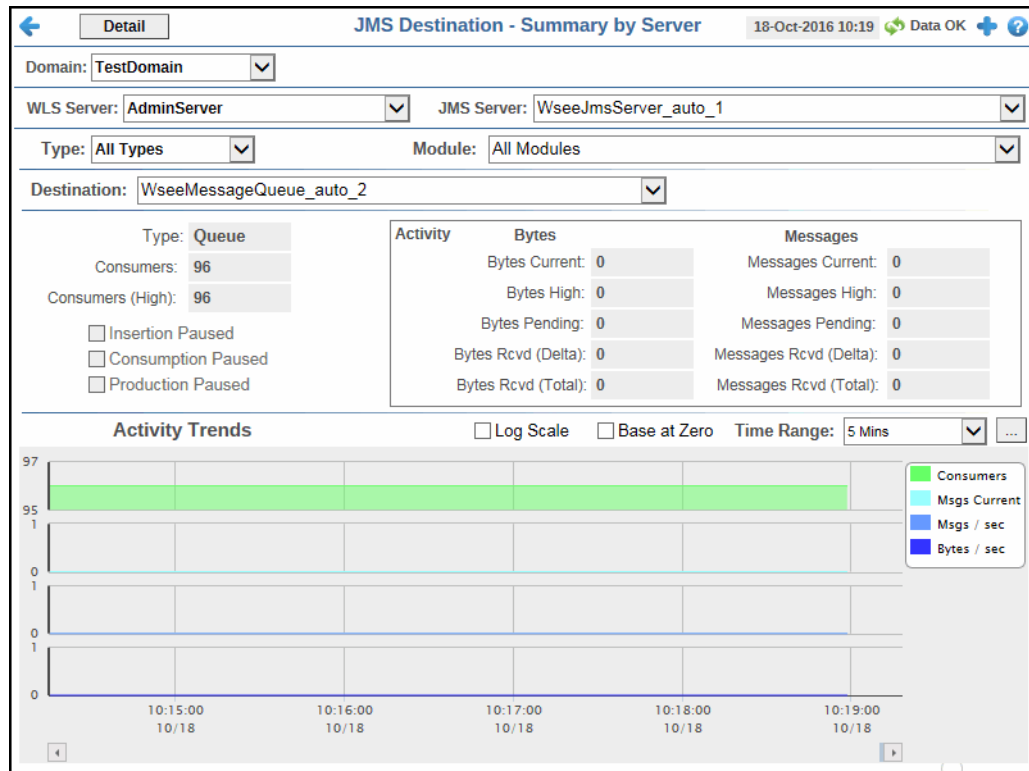 Detail JMS Destination - Summary by Server 18-Oct-2016 10:19 Data OK
Domain: TestDomain
WLS Server: AdminServer JMS Server: WseeJmsServer_auto_1
Type: All Types Module: All Modules
Destination: WseeMessageQueue_auto_2
Type: Queue
Consumers: 96
Consumers (High): 96
Insertion Paused
Consumption Paused
Production Paused
Activity Bytes Messages
Bytes Current: 0 Messages Current: 0
Bytes High: 0 Messages High: 0
Bytes Pending: 0 Messages Pending: 0
Bytes Rcvd (Delta): 0 Messages Rcvd (Delta): 0
Bytes Rcvd (Total): 0 Messages Rcvd (Total): 0
Activity Trends Log Scale Base at Zero Time Range: 5 Mins ...
97
95
1
0
1
0
1
0
Consumers
Msgs Current
Msgs / sec
Bytes / sec
10:15:00 10:16:00 10:17:00 10:18:00 10:19:00
10/18 10/18 10/18 10/18 10/18